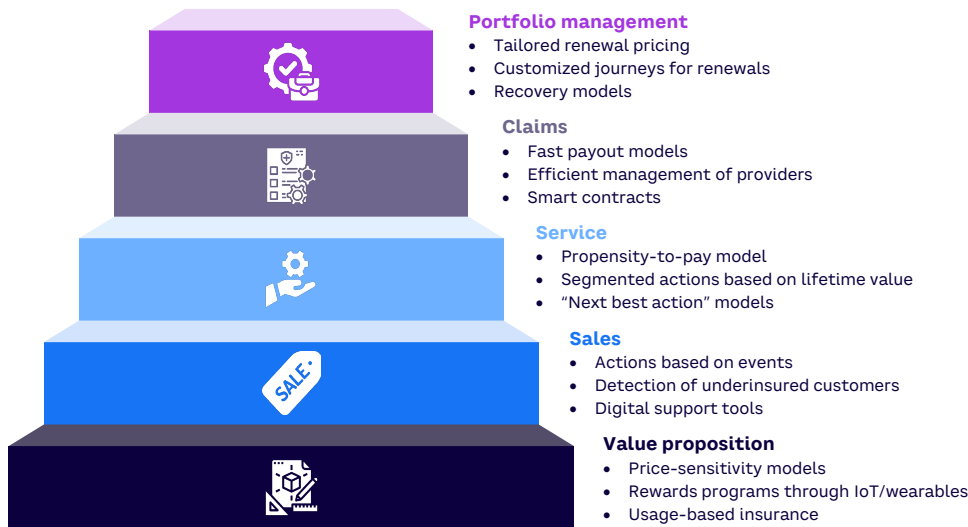 Portfolio management
• Tailored renewal pricing
• Customized journeys for renewals
• Recovery models
Claims
• Fast payout models
• Efficient management of providers
• Smart contracts
Service
• Propensity-to-pay model
• Segmented actions based on lifetime value
• “Next best action” models
Sales
• Actions based on events
• Detection of underinsured customers
• Digital support tools
SALE
Value proposition
• Price-sensitivity models
• Rewards programs through IoT/wearables
• Usage-based insurance